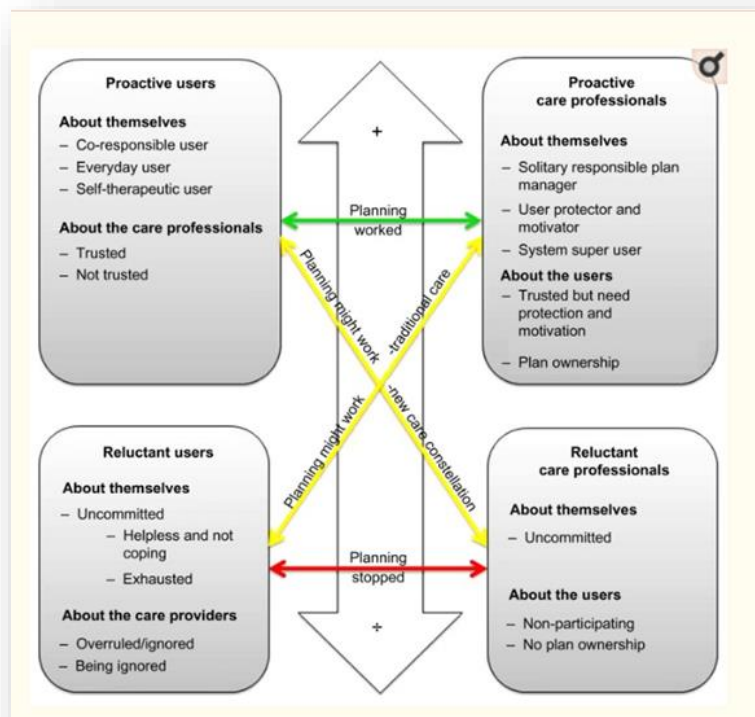 Proactive users
About themselves
– Co-responsible user
– Everyday user
– Self-therapeutic user
About the care professionals
– Trusted
– Not trusted
+
Planning
worked
Proactive
care professionals
About themselves
– Solitary responsible plan
manager
– User protector and
motivator
– System super user
About the users
– Trusted but need
protection and
motivation
– Plan ownership
Planning might work
-traditional care
Planning might work
-new care constellation
Reluctant users
About themselves
– Uncommitted
– Helpless and not
coping
– Exhausted
About the care providers
– Overruled/ignored
– Being ignored
Planning
stopped
÷
Reluctant
care professionals
About themselves
– Uncommitted
About the users
– Non-participating
– No plan ownership